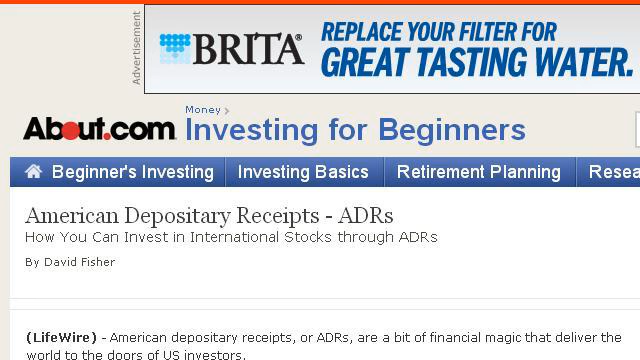 Advertisement
BRITA®
REPLACE YOUR FILTER FOR
GREAT TASTING WATER.
Money
About.com Investing for Beginners
Beginner's Investing Investing Basics Retirement Planning
American Depositary Receipts - ADRs
How You Can Invest in International Stocks through ADRs
By David Fisher
(LifeWire) - American depositary receipts, or ADRs, are a bit of financial magic that deliver the
world to the doors of US investors.